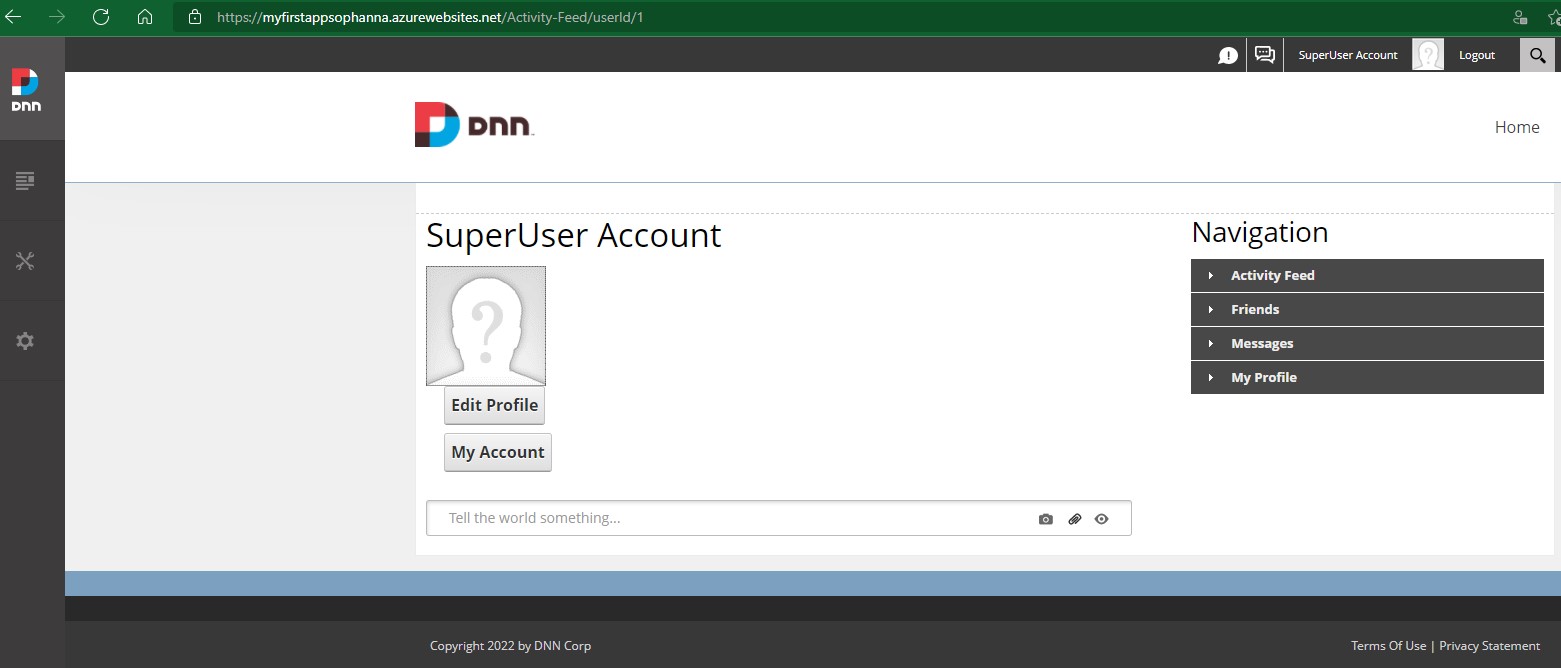 https://myfirstappsophanna.azurewebsites.net/Activity-Feed/userId/1
SuperUser Account
Logout
DNN
DNN
Home
SuperUser Account
Navigation
Activity Feed
Friends
Messages
My Profile
Edit Profile
My Account
Tell the world something...
Copyright 2022 by DNN Corp
Terms Of Use | Privacy Statement